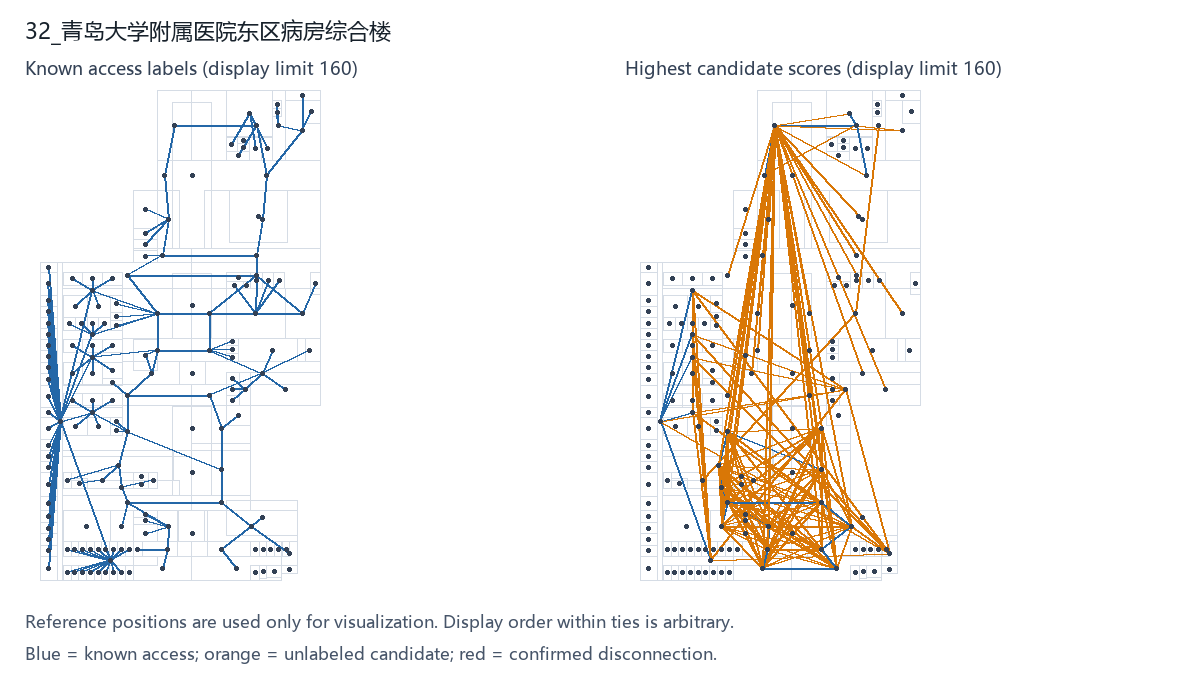 32_青岛大学附属医院东区病房综合楼
Known access labels (display limit 160)
Highest candidate scores (display limit 160)
Reference positions are used only for visualization. Display order within ties is arbitrary.
Blue = known access; orange = unlabeled candidate; red = confirmed disconnection.